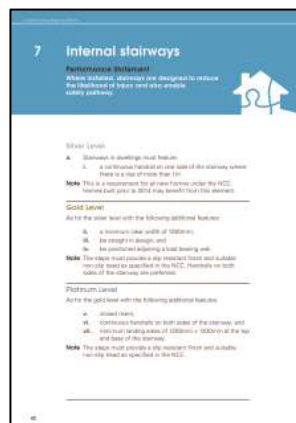 7 Internal stairways
Performance Statement
Where installed, stairways are designed to reduce
the likelihood of injury and also enable
safety pathway.
Silver Level
a. Stairways in dwellings must feature:
i. a continuous handrail on one side of the stairway where
there is a rise of more than 1m.
Note This is a requirement for all new homes under the NCC.
Homes built prior to 2014 may benefit from this element.
Gold Level
As for the silver level with the following additional features:
ii. a minimum clear width of 1000mm;
iii. be straight in design; and
iv. be positioned adjoining a load bearing wall.
Note The steps must provide a slip resistant finish and suitable
non-slip tread as specified in the NCC. Handrails on both
sides of the stairway are preferred.
Platinum Level
As for the gold level with the following additional features:
v. closed risers;
vi. continuous handrails on both sides of the stairway; and
vii. minimum landing areas of 1200mm x 1200mm at the top
and base of the stairway.
Note The steps must provide a slip resistant finish and suitable
non-slip tread as specified in the NCC.